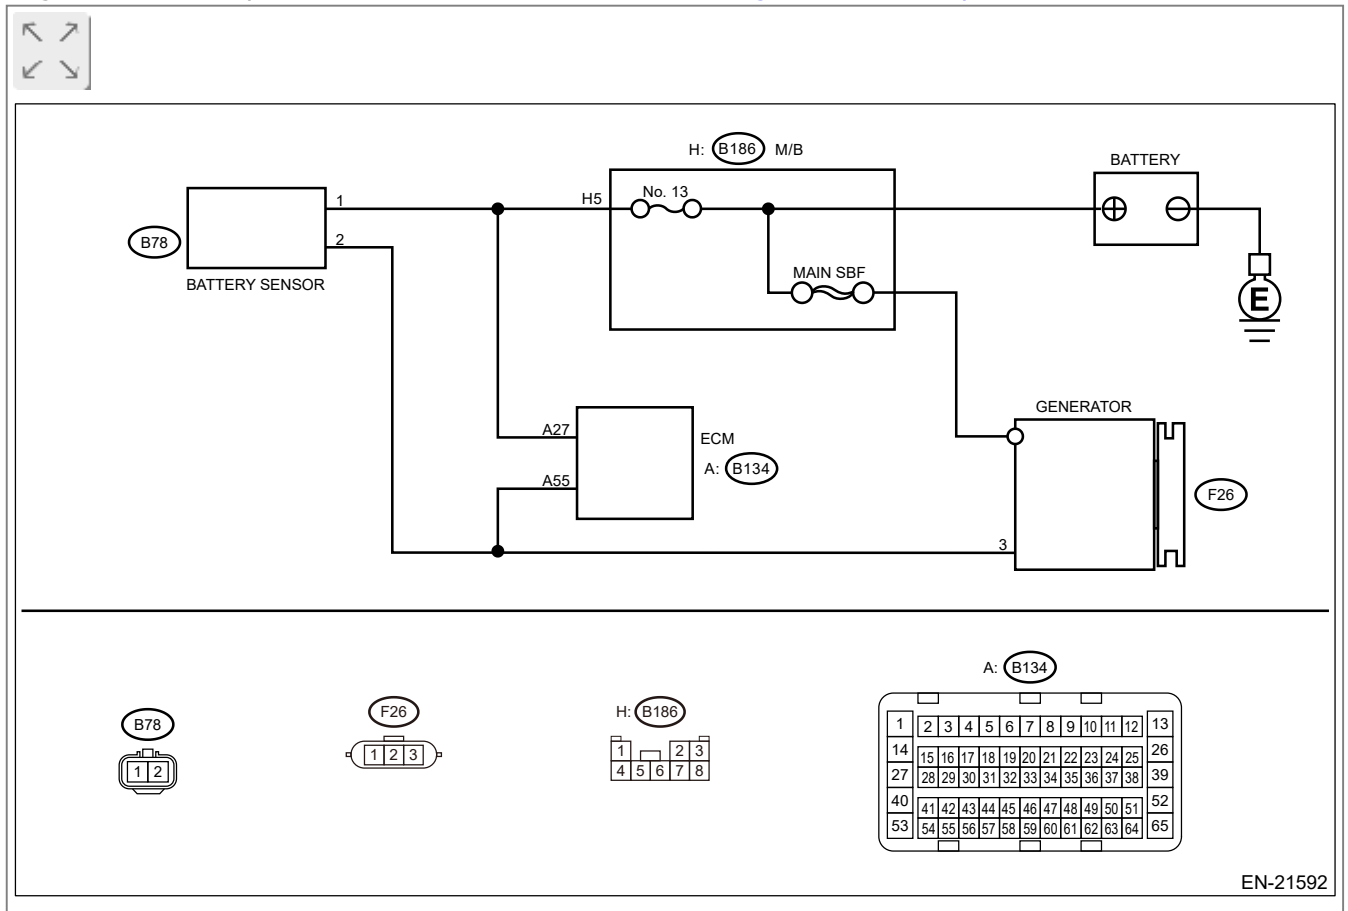 H: B186 M/B
BATTERY
1
H5
No. 13
2
B78
BATTERY SENSOR
MAIN SBF
E
GENERATOR
A27
ECM
A: B134
A55
F26
3
A: B134
B78
F26
H: B186
1 2
1 2 3
1 2 3
4 5 6 7 8
1 2 3 4 5 6 7 8 9 10 11 12 13
14 15 16 17 18 19 20 21 22 23 24 25 26
27 28 29 30 31 32 33 34 35 36 37 38 39
40 41 42 43 44 45 46 47 48 49 50 51 52
53 54 55 56 57 58 59 60 61 62 63 64 65
EN-21592